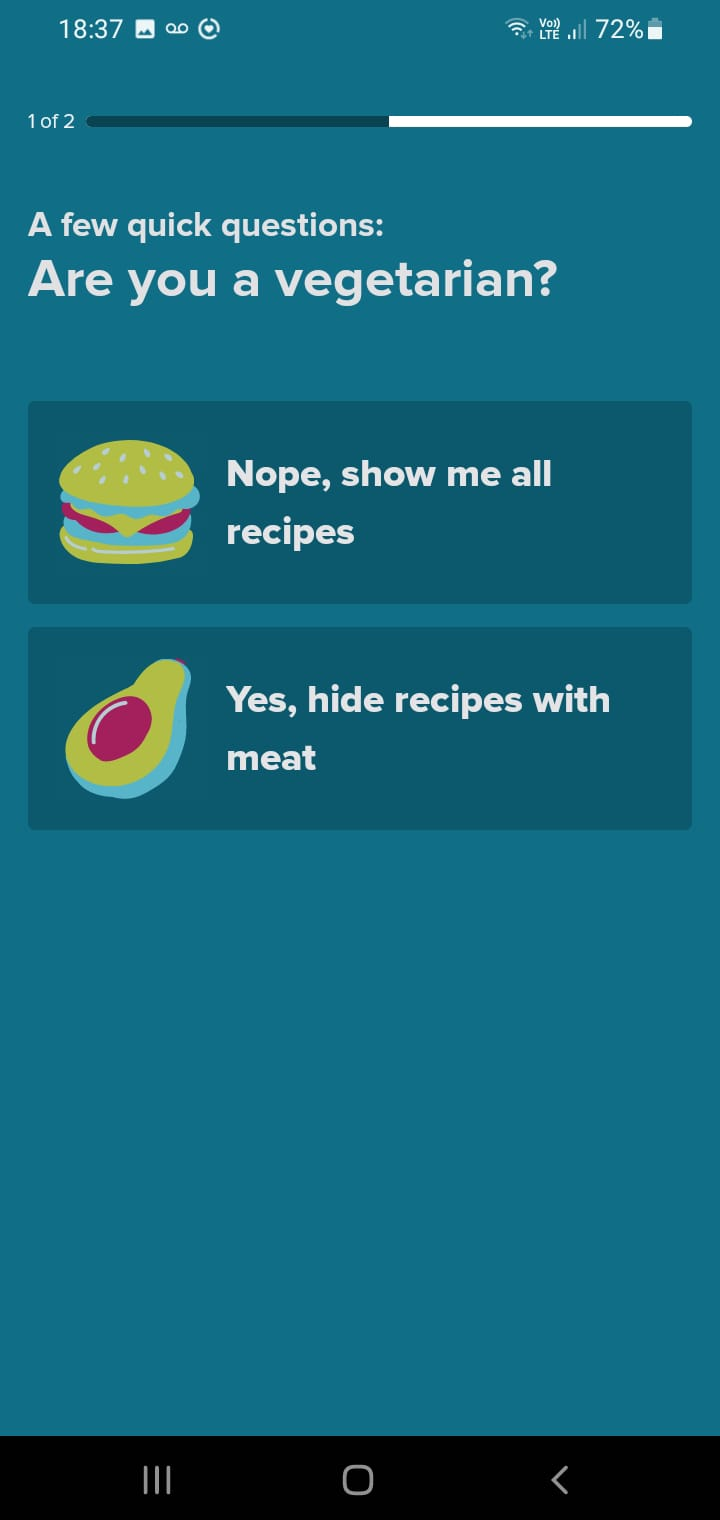 18:37 Vo)) LTE 72%
1 of 2
A few quick questions:
Are you a vegetarian?
Nope, show me all
recipes
Yes, hide recipes with
meat